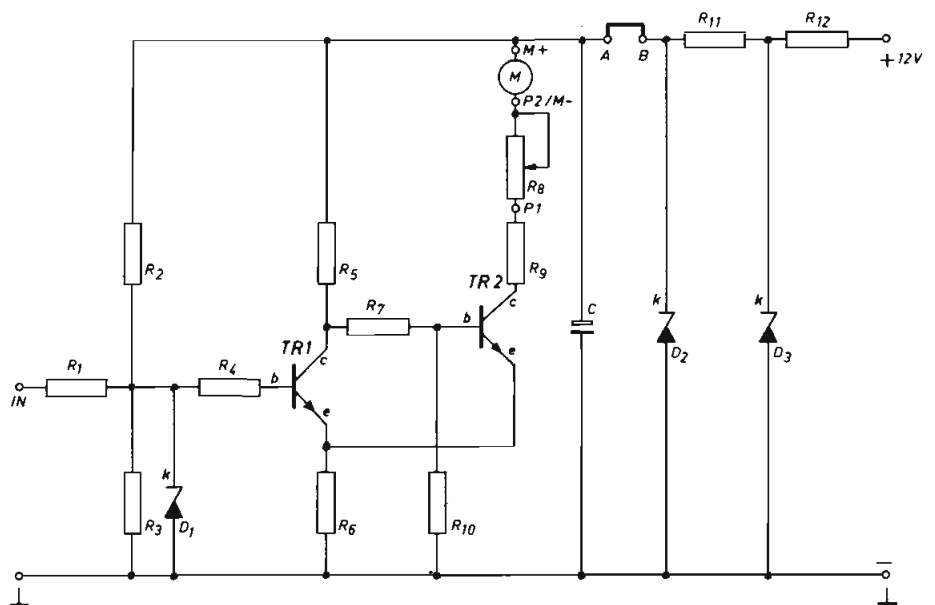 R11
R12
M+
A
B
+12V
M
P2/M-
R8
P1
R2
R5
R9
TR2
c
R7
b
C
k
k
TR1
c
e
D2
D3
R1
R4
b
IN
e
k
R3
D1
R6
R10
−